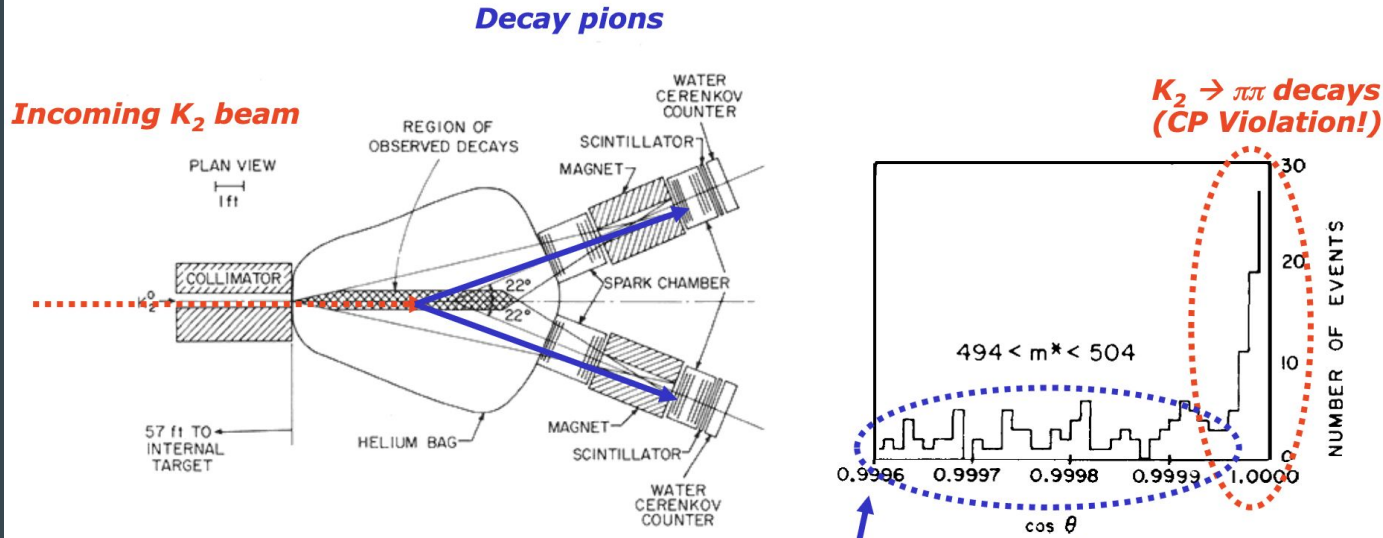 Decay pions
Incoming K₂ beam
K₂ → ππ decays
(CP Violation!)
PLAN VIEW
1ft
REGION OF
OBSERVED DECAYS
WATER
CERENKOV
COUNTER
SCINTILLATOR
MAGNET
COLLIMATOR
K⁰₂
22°
22°
SPARK CHAMBER
57 ft TO
INTERNAL
TARGET
HELIUM BAG
MAGNET
SCINTILLATOR
WATER
CERENKOV
COUNTER
494 < m* < 504
30
20
10
0
NUMBER OF EVENTS
0.9996
0.9997
0.9998
0.9999
1.0000
cos θ